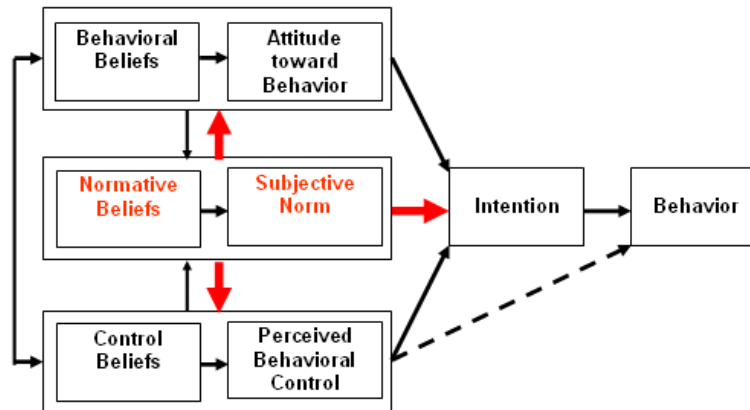 Behavioral
Beliefs
Attitude
toward
Behavior
Normative
Beliefs
Subjective
Norm
Intention
Behavior
Control
Beliefs
Perceived
Behavioral
Control